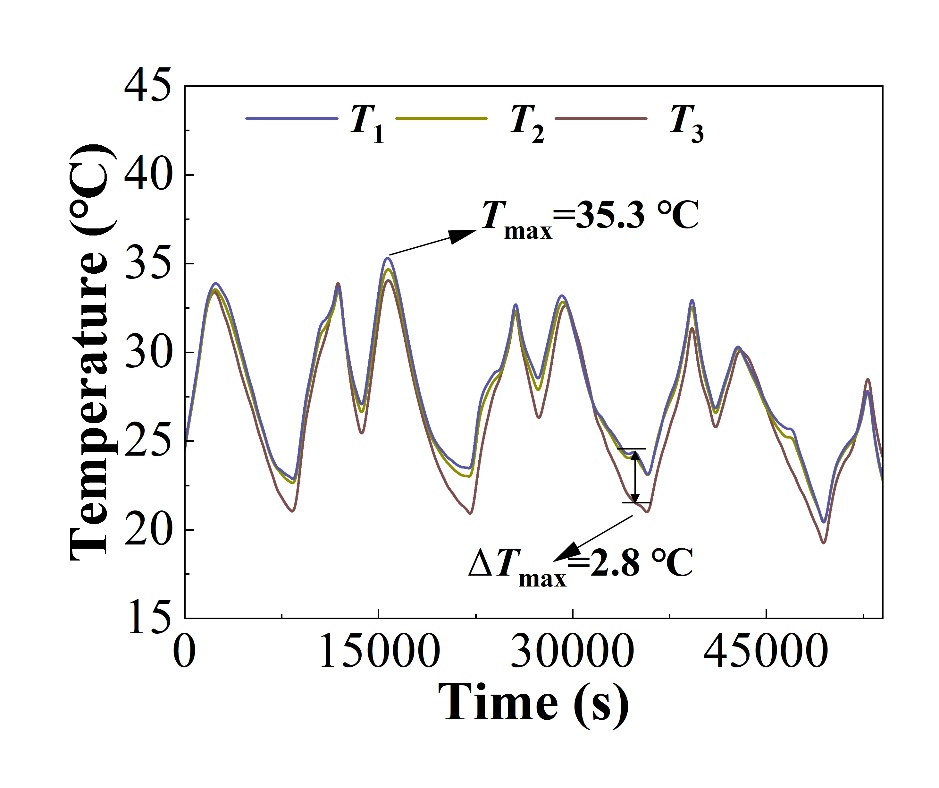 45
T1 T2 T3
40
Tmax=35.3 ℃
35
30
25
20
ΔTmax=2.8 ℃
15
0 15000 30000 45000
Time (s)
Temperature (℃)